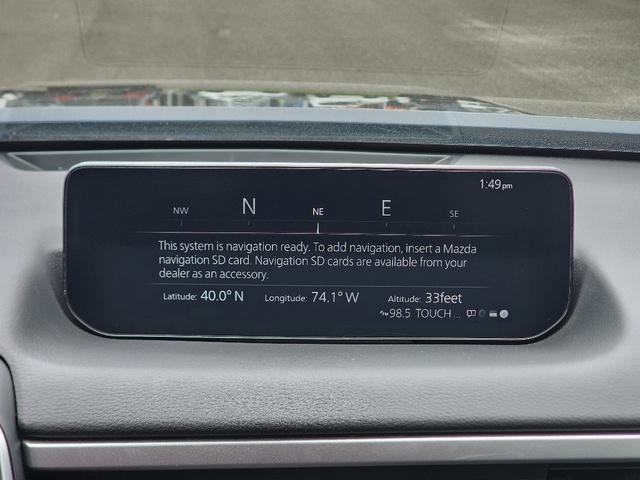 1:49pm
NW N NE E SE
This system is navigation ready. To add navigation, insert a Mazda
navigation SD card. Navigation SD cards are available from your
dealer as an accessory.
Latitude: 40.0° N Longitude: 74.1° W Altitude: 33feet
98.5 TOUCH...